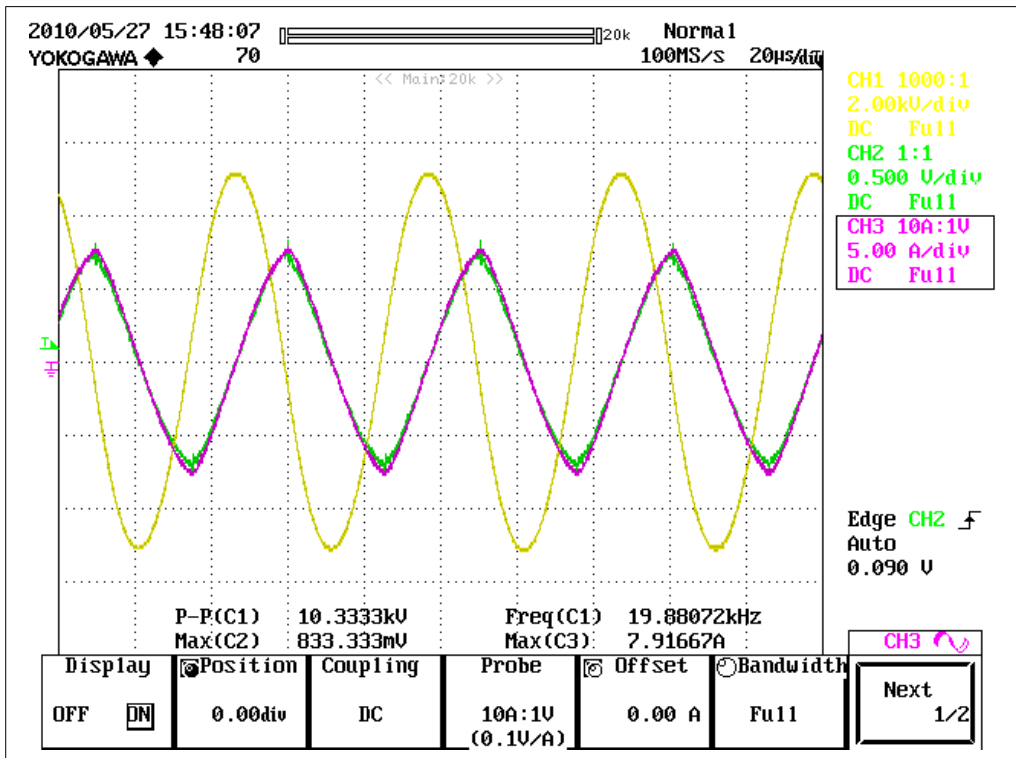 2010/05/27 15:48:07 20k Normal
YOKOGAWA ◆ 70 100MS/s 20µs/div
<< Main:20k >>
CH1 1000:1
2.00kV/div
DC Full
CH2 1:1
0.500 V/div
DC Full
CH3 10A:1V
5.00 A/div
DC Full
T
Edge CH2
Auto
0.090 V
P-P(C1) 10.3333kV Freq(C1) 19.88072kHz
Max(C2) 833.333mV Max(C3) 7.91667A
CH3
Display Position Coupling Probe Offset Bandwidth
Next
OFF ON 0.00div DC 10A:1V 0.00 A Full 1/2
(0.1V/A)